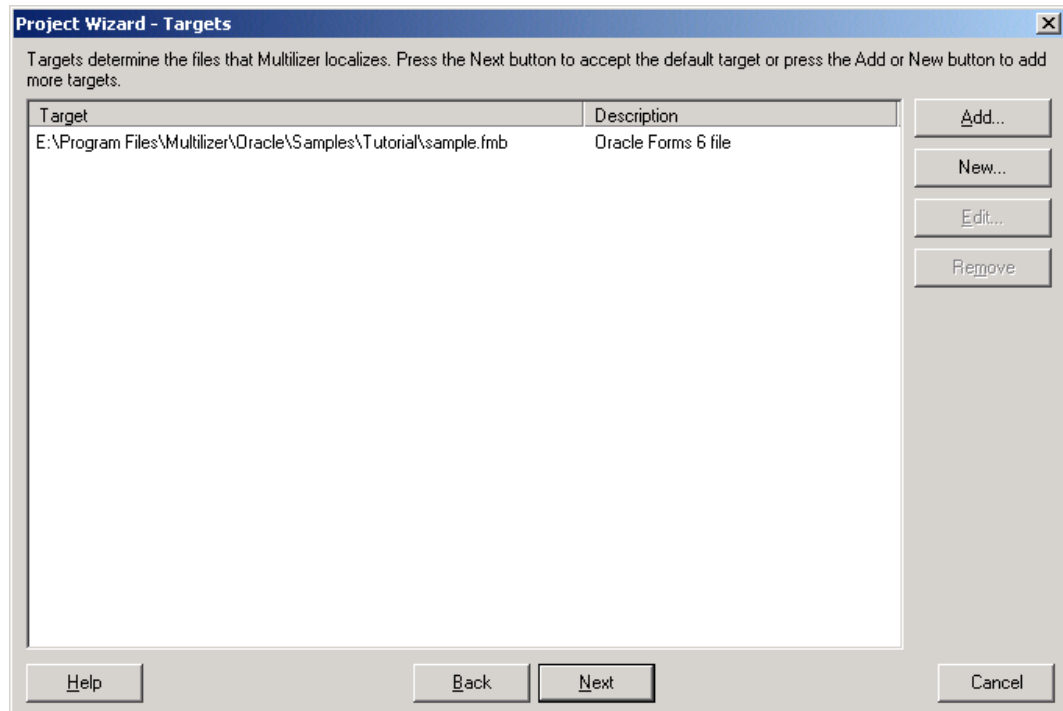 Project Wizard - Targets
Targets determine the files that Multilizer localizes. Press the Next button to accept the default target or press the Add or New button to add
more targets.
Target Description
E:\Program Files\Multilizer\Oracle\Samples\Tutorial\sample.fmb Oracle Forms 6 file
Add...
New...
Edit...
Remove
Help Back Next Cancel